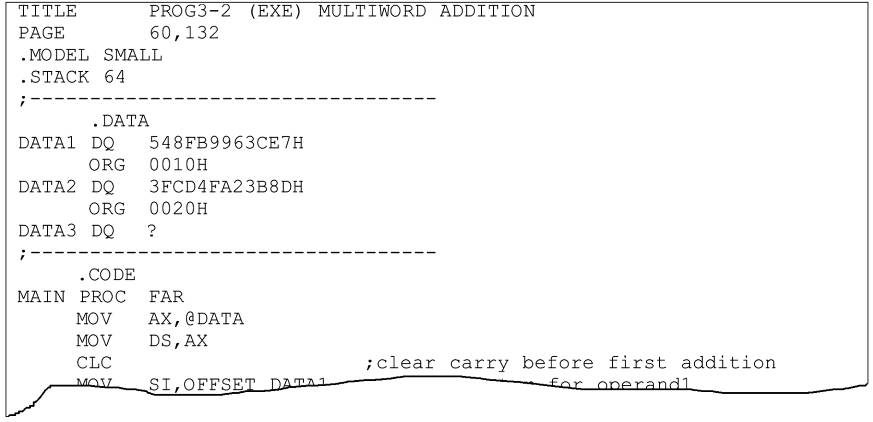 TITLE PROG3-2 (EXE) MULTIWORD ADDITION
PAGE 60,132
.MODEL SMALL
.STACK 64
;----------------------------------
.DATA
DATA1 DQ 548FB9963CE7H
ORG 0010H
DATA2 DQ 3FCD4FA23B8DH
ORG 0020H
DATA3 DQ ?
;----------------------------------
.CODE
MAIN PROC FAR
MOV AX,@DATA
MOV DS,AX
CLC ;clear carry before first addition
MOV SI,OFFSET DATA1 for operand1